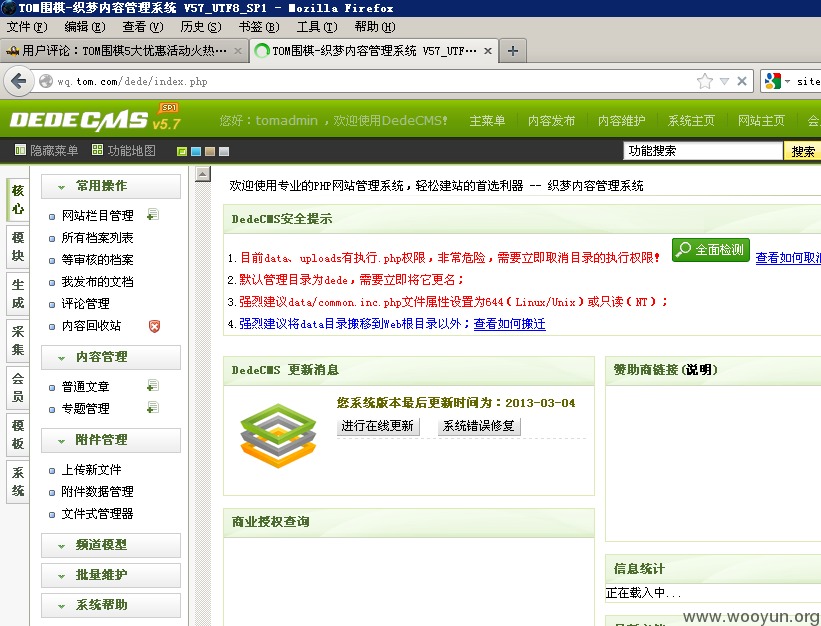 TOM围棋-织梦内容管理系统 V57_UTF8_SP1 - Mozilla Firefox
文件(F) 编辑(E) 查看(V) 历史(S) 书签(B) 工具(T) 帮助(H)
用户评论：TOM围棋5大优惠活动火热… × TOM围棋-织梦内容管理系统 V57_UTF… × +
wq.tom.com/dede/index.php site
DEDECMS SP1 v5.7 您好：tomadmin ，欢迎使用DedeCMS！ 主菜单 内容发布 内容维护 系统主页 网站主页 会
隐藏菜单 功能地图 功能搜索 搜索
核心
模块
生成
采集
会员
模板
系统
常用操作
网站栏目管理
所有档案列表
等审核的档案
我发布的文档
评论管理
内容回收站
内容管理
普通文章
专题管理
附件管理
上传新文件
附件数据管理
文件式管理器
频道模型
批量维护
系统帮助
欢迎使用专业的PHP网站管理系统，轻松建站的首选利器 -- 织梦内容管理系统
DedeCMS安全提示
1.目前data、uploads有执行.php权限，非常危险，需要立即取消目录的执行权限！ 全面检测 查看如何取消
2.默认管理目录为dede，需要立即将它更名；
3.强烈建议data/common.inc.php文件属性设置为644（Linux/Unix）或只读（NT）；
4.强烈建议将data目录搬移到Web根目录以外；查看如何搬迁
DedeCMS 更新消息
您系统版本最后更新时间为：2013-03-04
进行在线更新 系统错误修复
商业授权查询
赞助商链接(说明)
信息统计
正在载入中...
www.wooyun.org